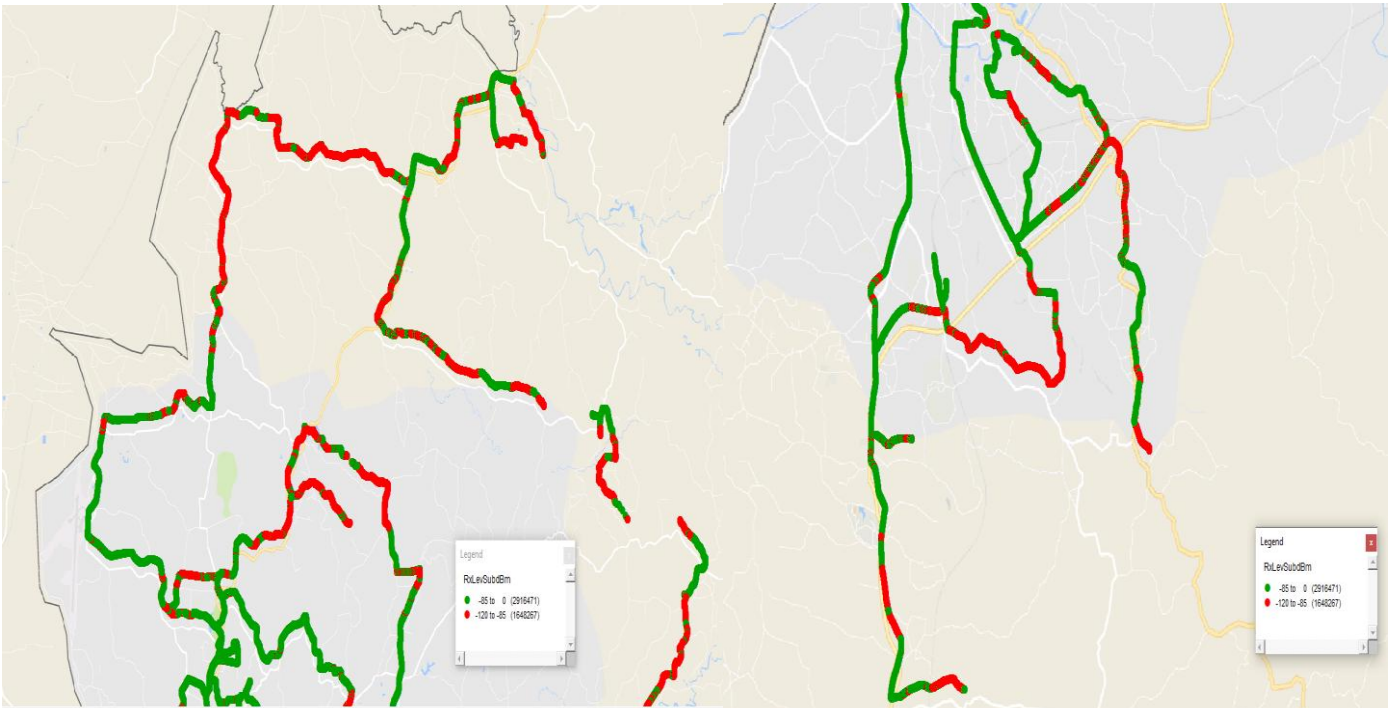 Legend
RxLevSubdBm
-85 to 0 (2916471)
-120 to -85 (1648267)
Legend
x
RxLevSubdBm
-85 to 0 (2916471)
-120 to -85 (1648267)